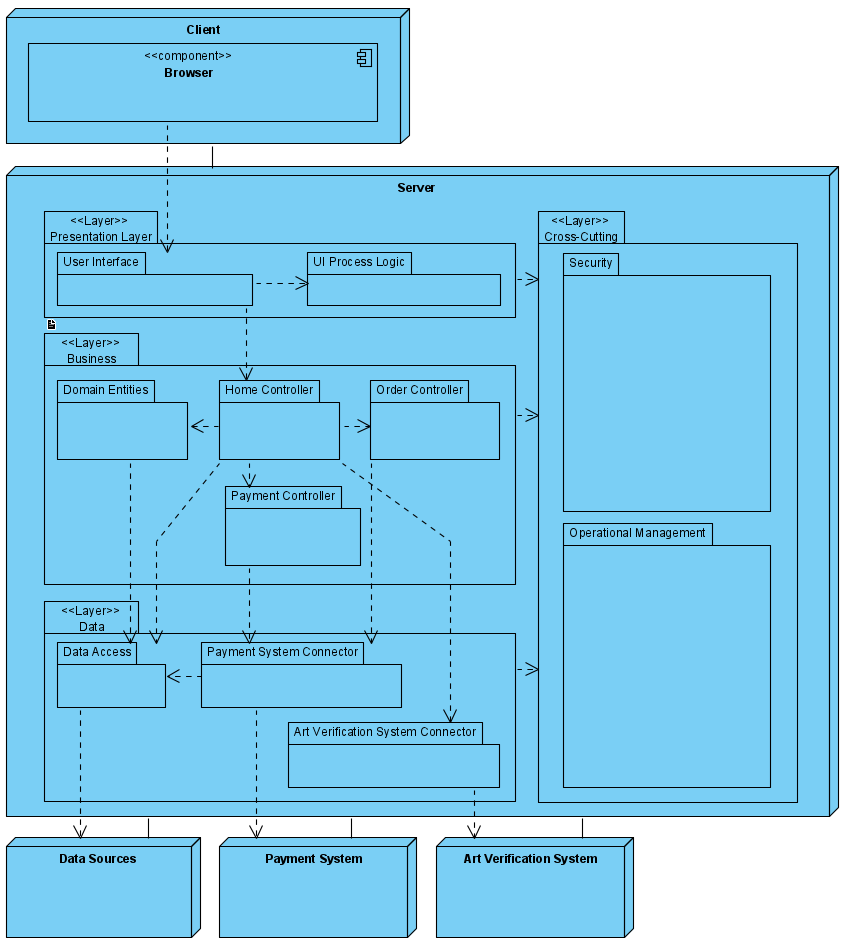 Client
<<component>>
Browser
Server
<<Layer>>
Presentation Layer
User Interface
UI Process Logic
<<Layer>>
Cross-Cutting
Security
<<Layer>>
Business
Domain Entities
Home Controller
Order Controller
Payment Controller
Operational Management
<<Layer>>
Data
Data Access
Payment System Connector
Art Verification System Connector
Data Sources
Payment System
Art Verification System